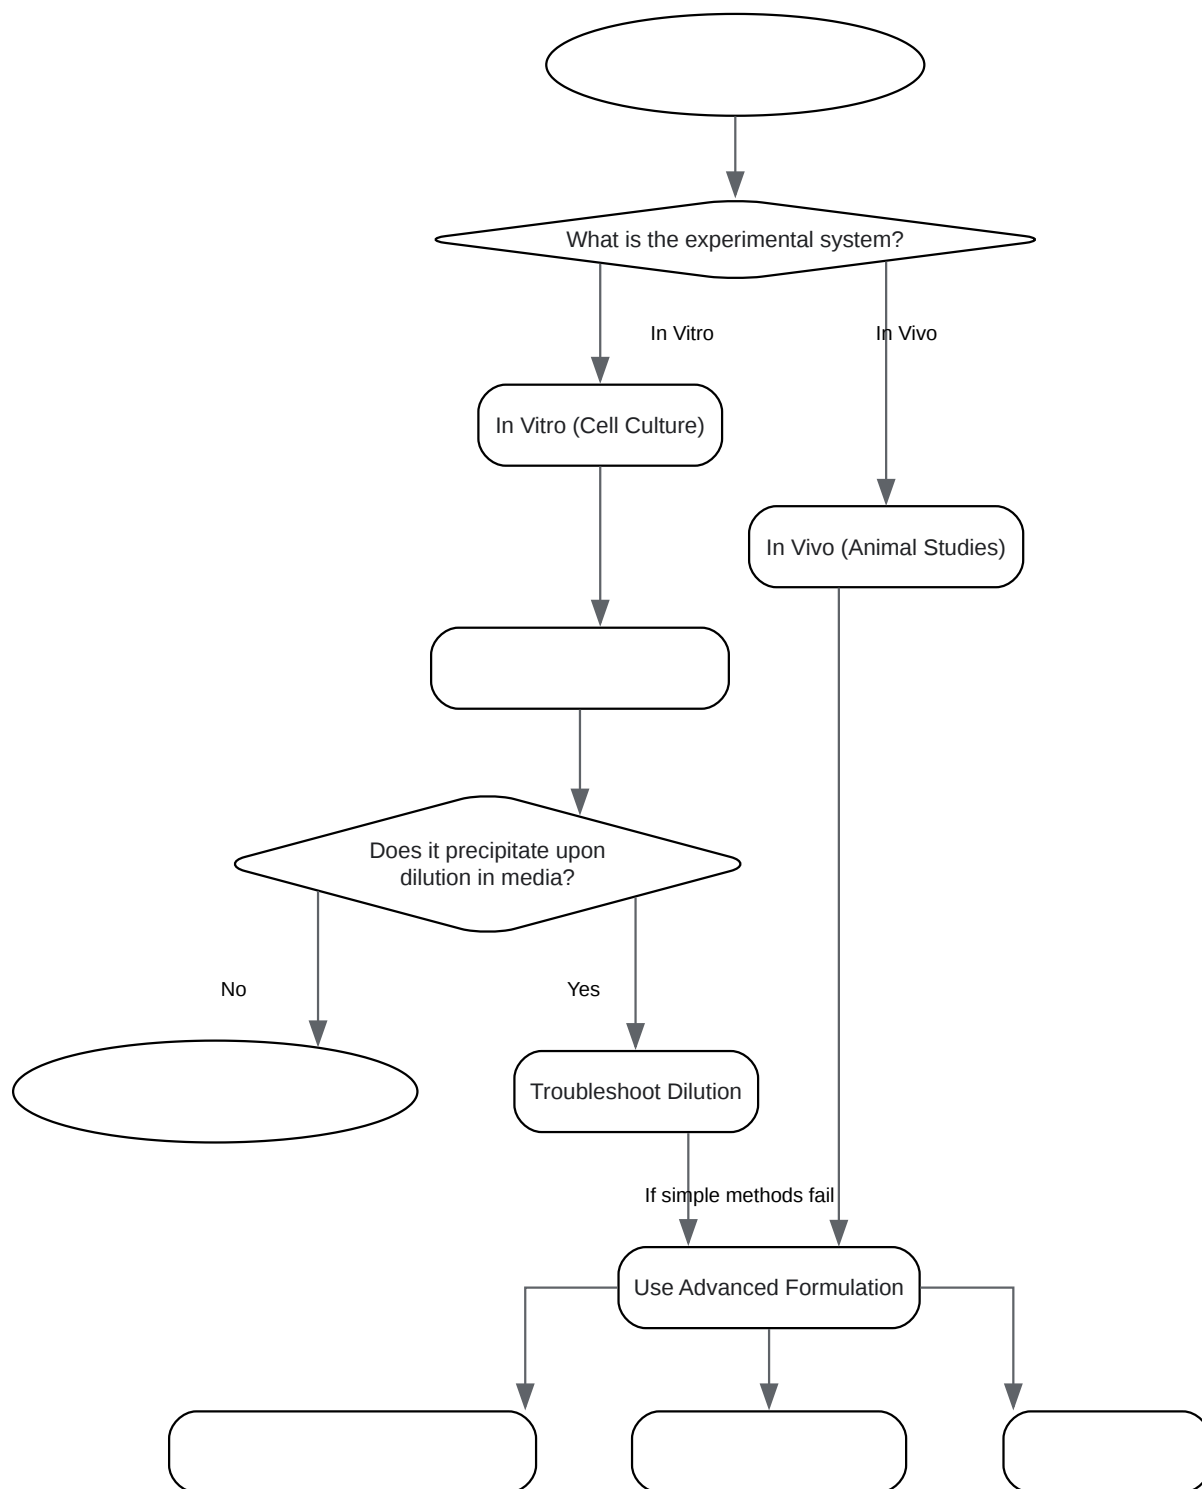 What is the experimental system?
In Vitro
In Vivo
In Vitro (Cell Culture)
In Vivo (Animal Studies)
Does it precipitate upon
dilution in media?
No
Yes
Troubleshoot Dilution
If simple methods fail
Use Advanced Formulation